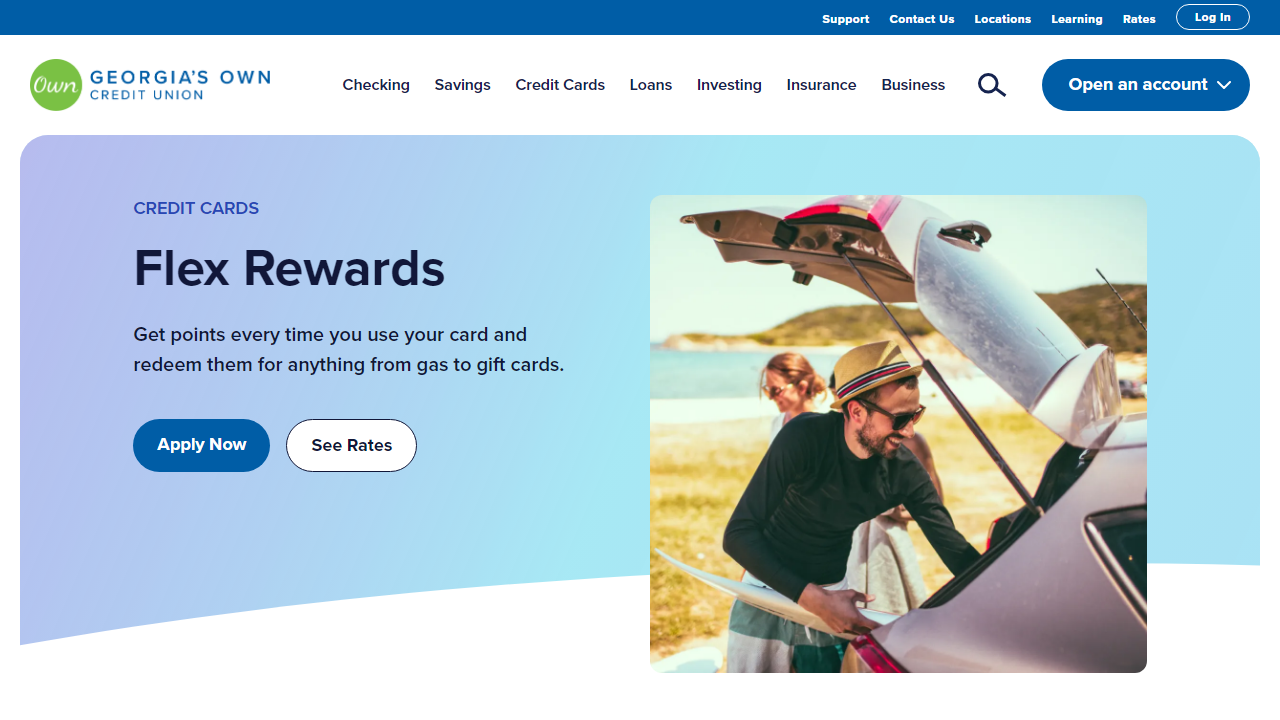 Support
Contact Us
Locations
Learning
Rates
Log In
Own
GEORGIA'S OWN
CREDIT UNION
Checking
Savings
Credit Cards
Loans
Investing
Insurance
Business
Open an account
CREDIT CARDS
Flex Rewards
Get points every time you use your card and
redeem them for anything from gas to gift cards.
Apply Now
See Rates